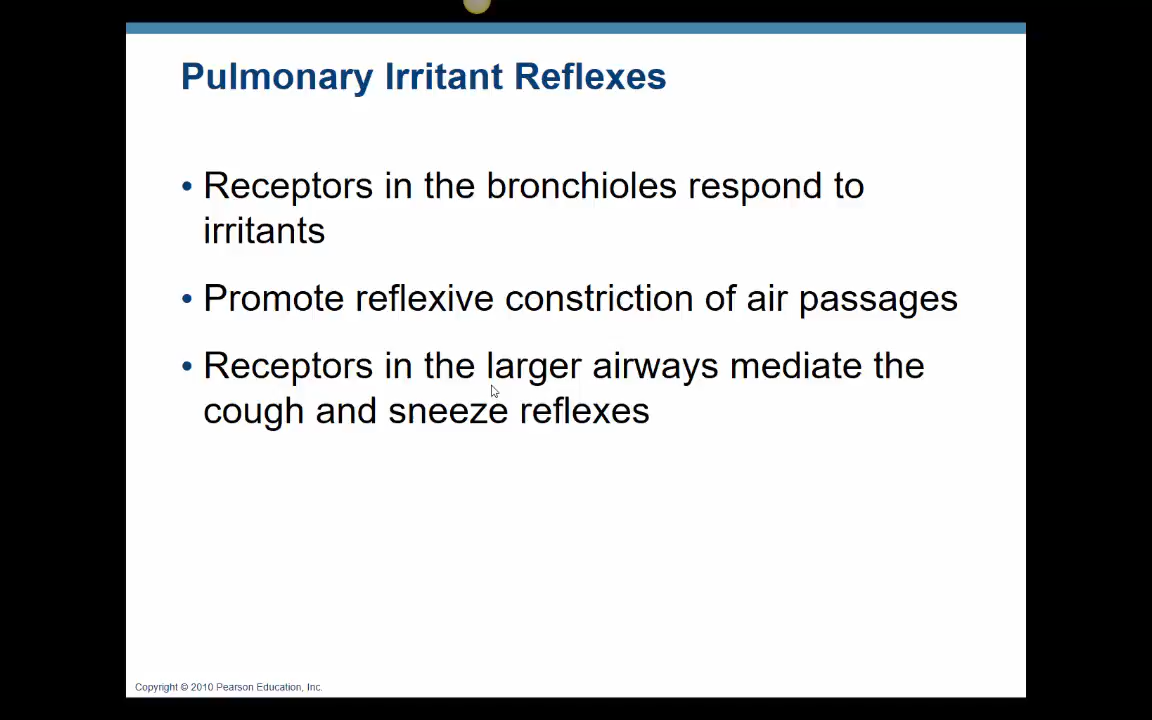 Pulmonary Irritant Reflexes
• Receptors in the bronchioles respond to
irritants
• Promote reflexive constriction of air passages
• Receptors in the larger airways mediate the
cough and sneeze reflexes
Copyright © 2010 Pearson Education, Inc.